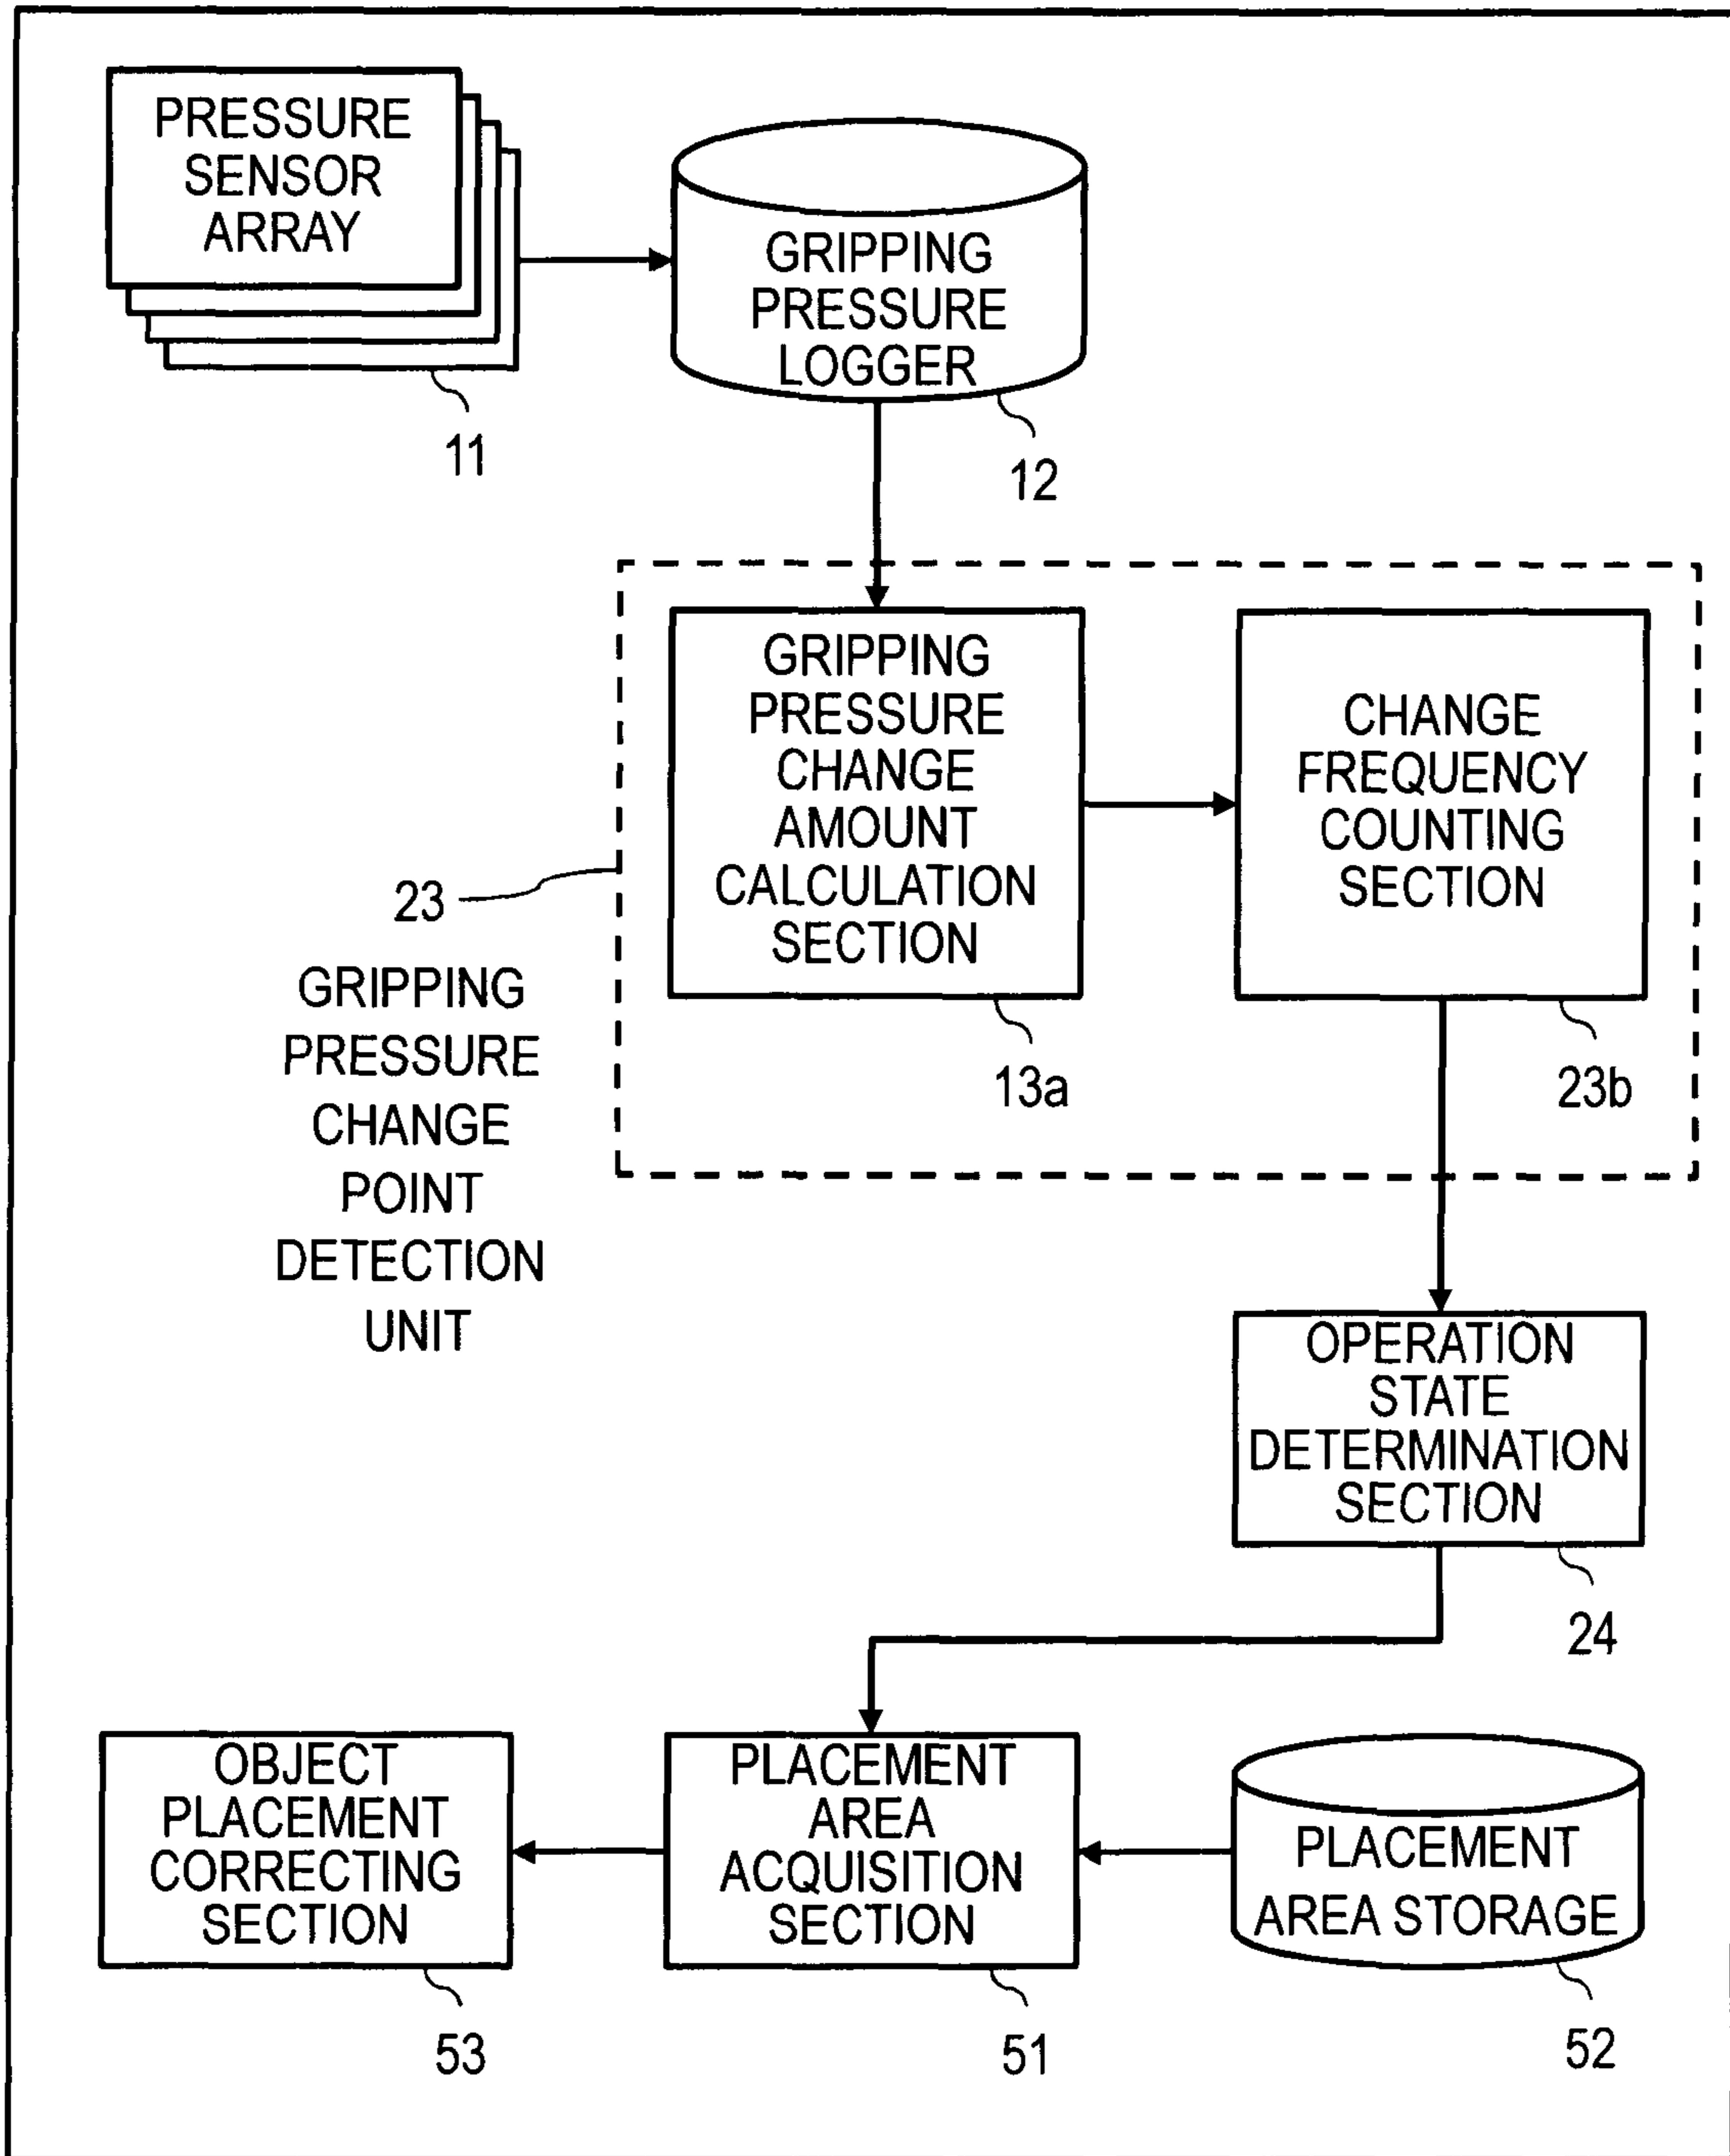 PRESSURE
SENSOR
ARRAY
11
GRIPPING
PRESSURE
LOGGER
12
GRIPPING
PRESSURE
CHANGE
AMOUNT
CALCULATION
SECTION
13a
CHANGE
FREQUENCY
COUNTING
SECTION
23b
23
GRIPPING
PRESSURE
CHANGE
POINT
DETECTION
UNIT
OPERATION
STATE
DETERMINATION
SECTION
24
OBJECT
PLACEMENT
CORRECTING
SECTION
53
PLACEMENT
AREA
ACQUISITION
SECTION
51
PLACEMENT
AREA STORAGE
52